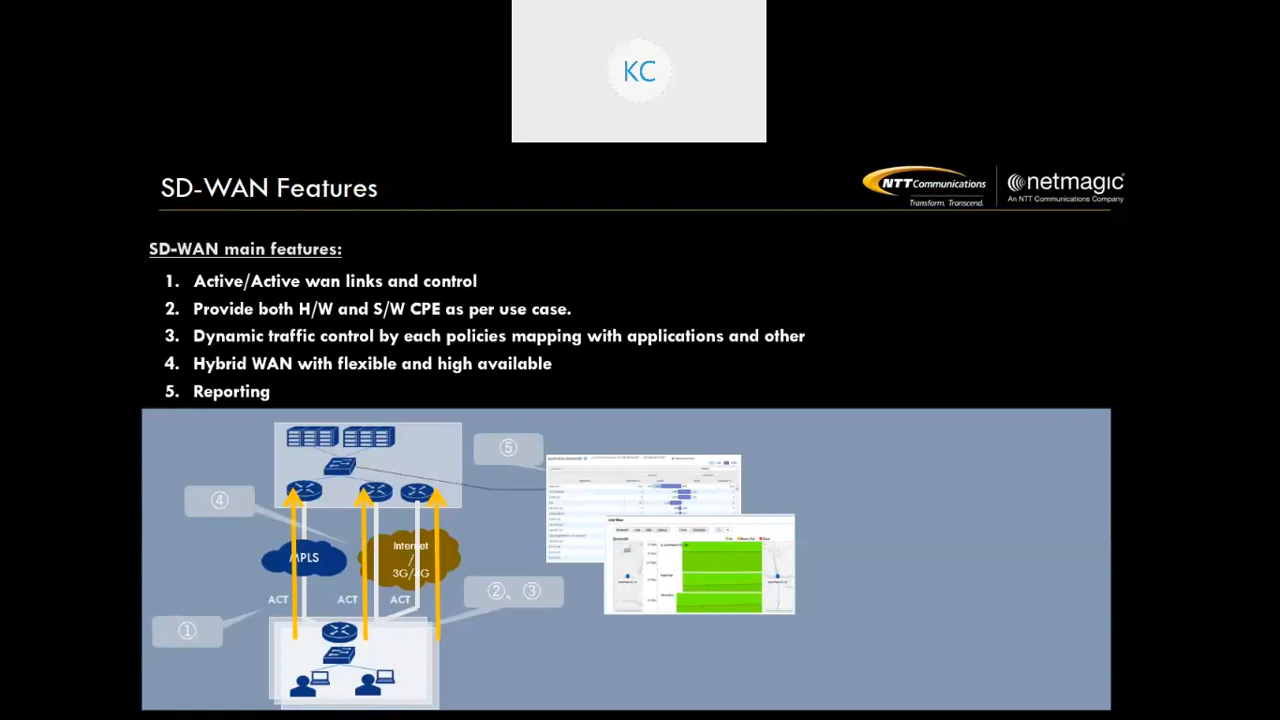 KC
SD-WAN Features
NTT Communications
Transform. Transcend.
netmagic
An NTT Communications Company
SD-WAN main features:
1. Active/Active wan links and control
2. Provide both H/W and S/W CPE as per use case.
3. Dynamic traffic control by each policies mapping with applications and other
4. Hybrid WAN with flexible and high available
5. Reporting
⑤
④
MPLS
Internet
/
3G/4G
ACT
ACT
ACT
②、③
①